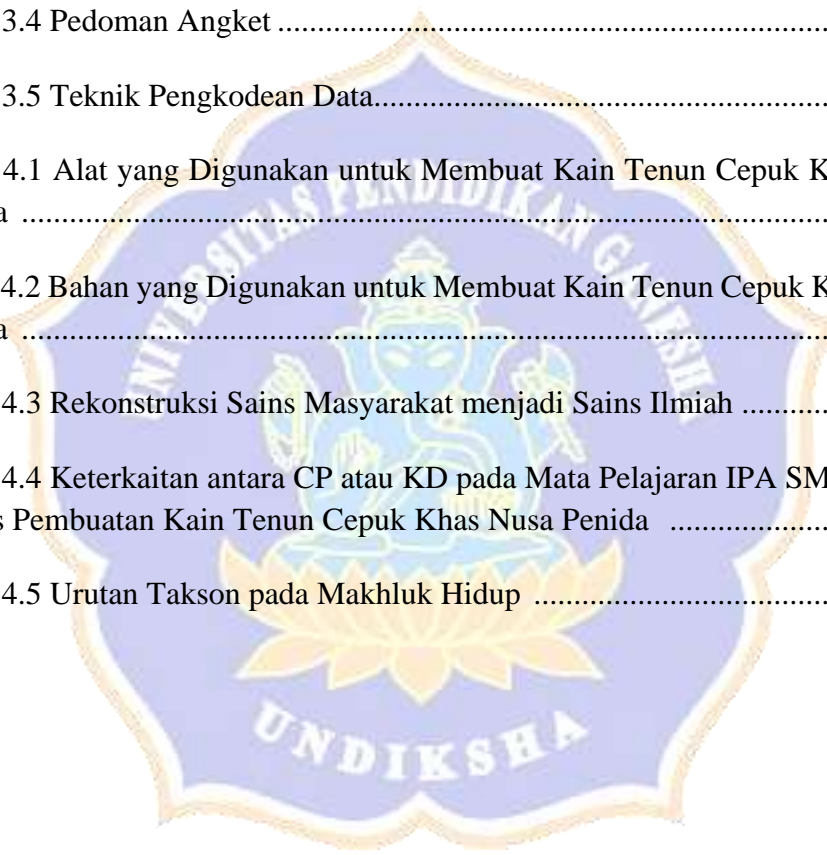 3.4 Pedoman Angket ........................................................................
3.5 Teknik Pengkodean Data.............................................................
4.1 Alat yang Digunakan untuk Membuat Kain Tenun Cepuk K
a ........................................................................................................
4.2 Bahan yang Digunakan untuk Membuat Kain Tenun Cepuk K
a ........................................................................................................
4.3 Rekonstruksi Sains Masyarakat menjadi Sains Ilmiah ...........
4.4 Keterkaitan antara CP atau KD pada Mata Pelajaran IPA SM
s Pembuatan Kain Tenun Cepuk Khas Nusa Penida ....................
4.5 Urutan Takson pada Makhluk Hidup .....................................
UNIVERSITAS PENDIDIKAN GANESHA
UNDIKSHA